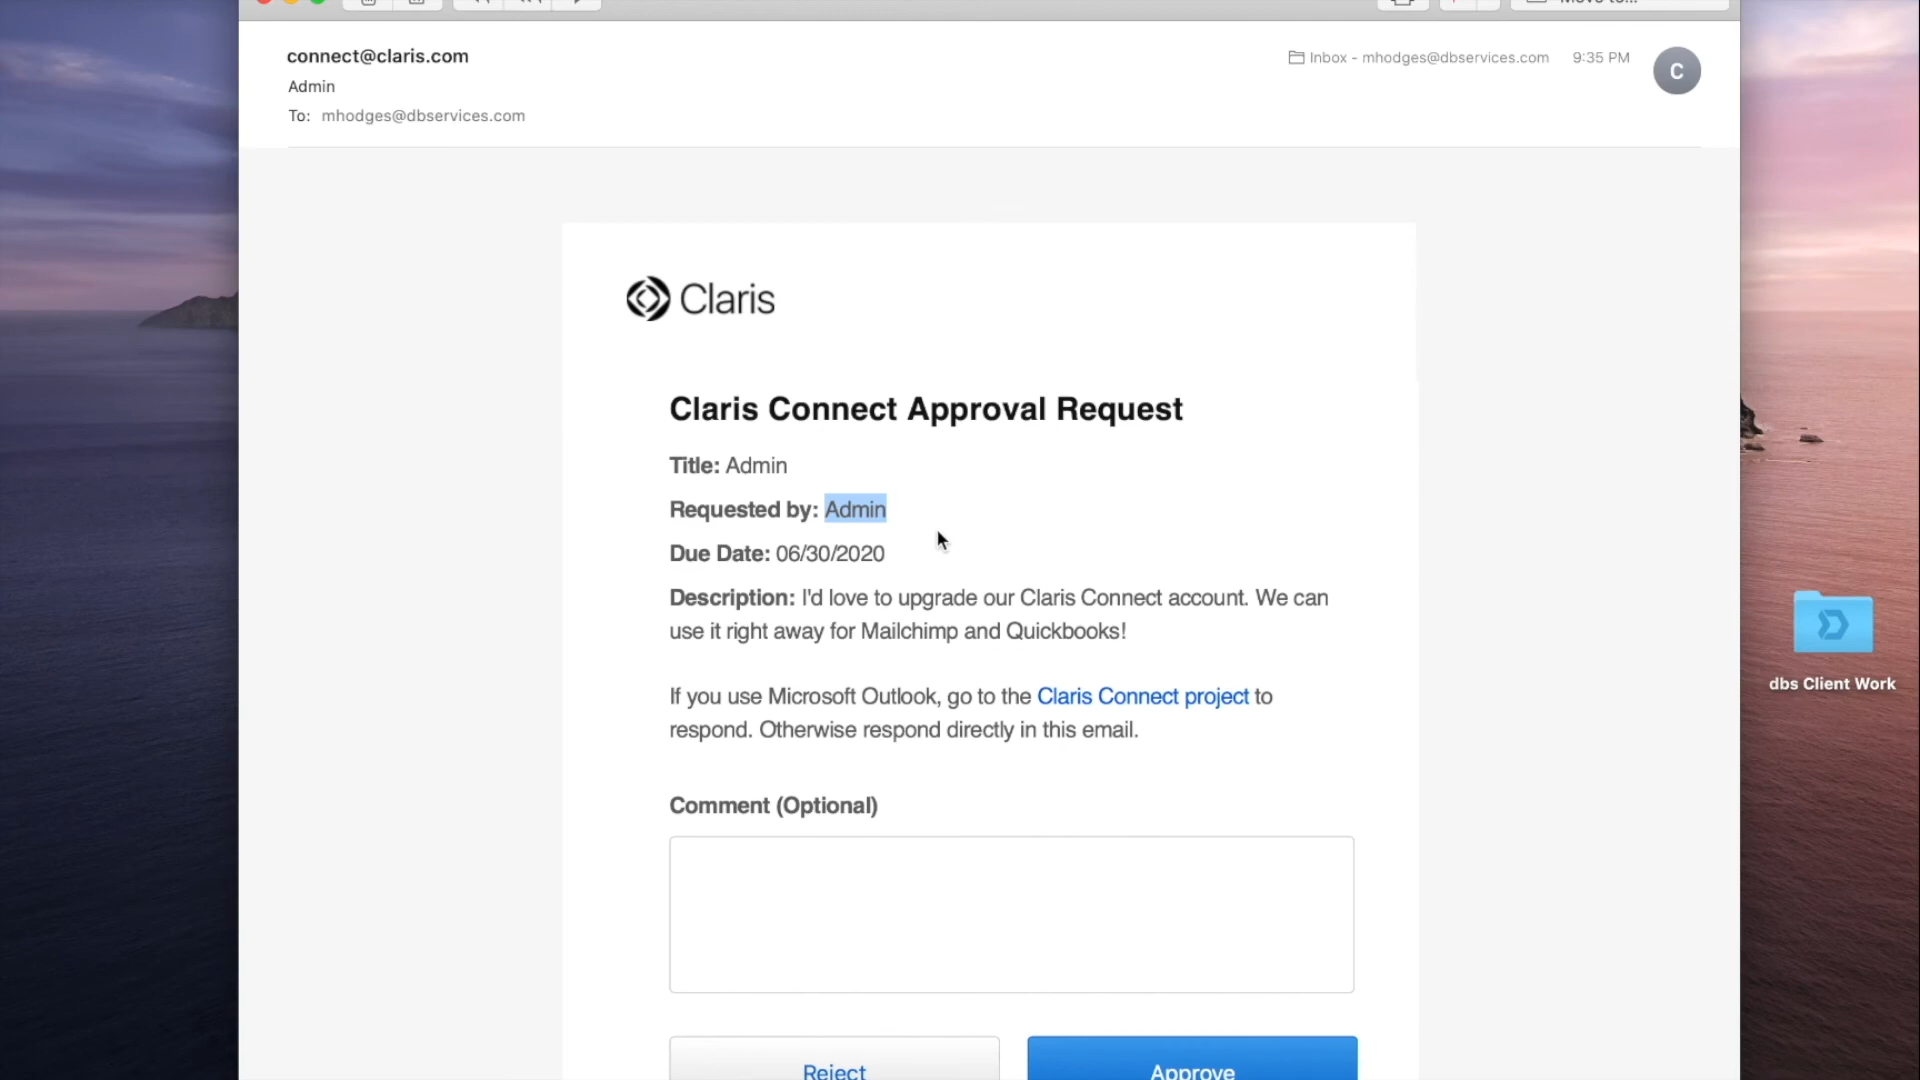 Move to...
connect@claris.com
Inbox - mhodges@dbservices.com 9:35 PM
C
Admin
To: mhodges@dbservices.com
Claris
Claris Connect Approval Request
Title: Admin
Requested by: Admin
Due Date: 06/30/2020
Description: I'd love to upgrade our Claris Connect account. We can
use it right away for Mailchimp and Quickbooks!
If you use Microsoft Outlook, go to the Claris Connect project to
respond. Otherwise respond directly in this email.
Comment (Optional)
Reject
Approve
dbs Client Work